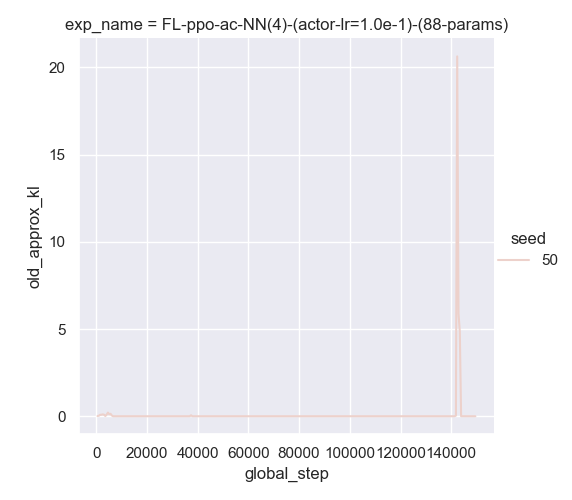 exp_name = FL-ppo-ac-NN(4)-(actor-lr=1.0e-1)-(88-params)
20
15
10
5
0
old_approx_kl
0 20000 40000 60000 80000 100000 120000 140000
global_step
seed
50